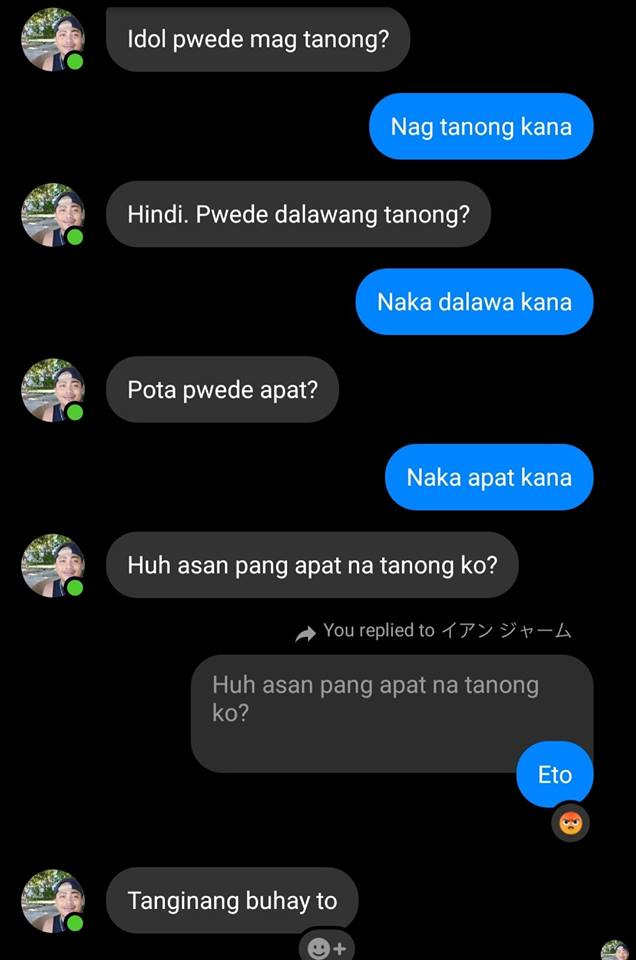 Idol pwede mag tanong?
Nag tanong kana
Hindi. Pwede dalawang tanong?
Naka dalawa kana
Pota pwede apat?
Naka apat kana
Huh asan pang apat na tanong ko?
You replied to イアン ジャーム
Huh asan pang apat na tanong
ko?
Eto
Tanginang buhay to